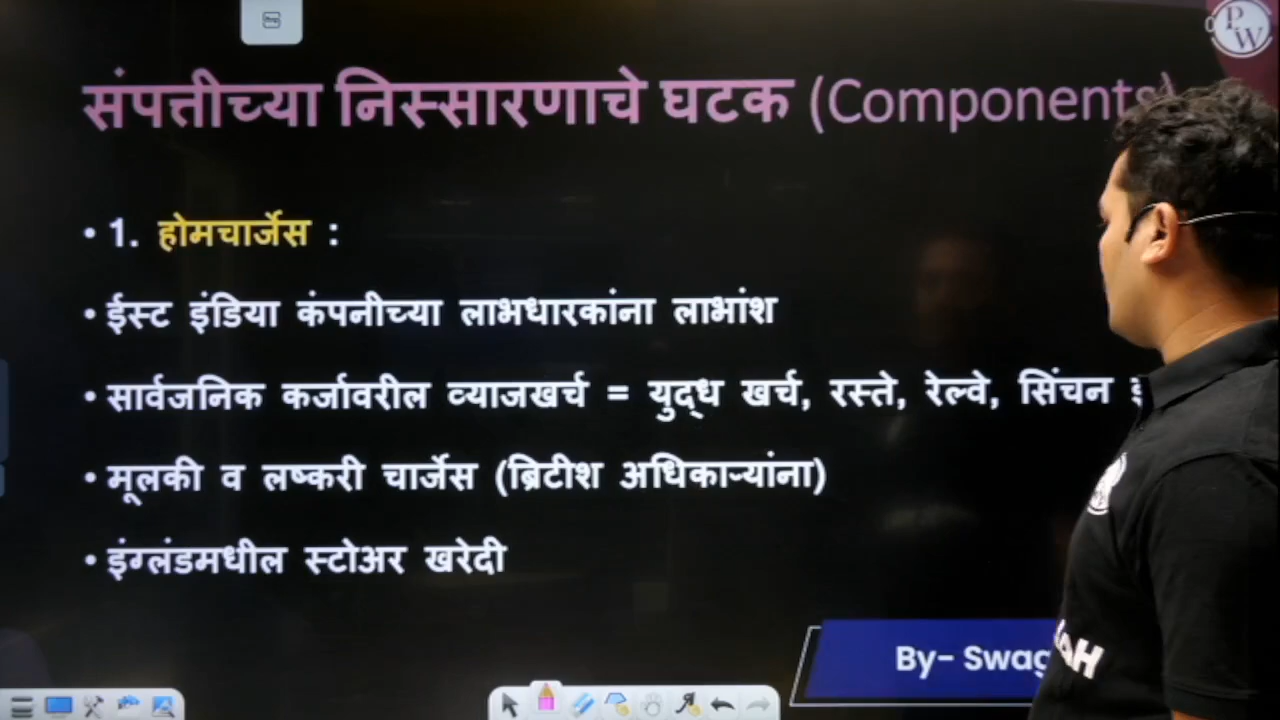 PW
संपत्तीच्या निस्सारणाचे घटक (Components)
• 1. होमचार्जेस :
• ईस्ट इंडिया कंपनीच्या लाभधारकांना लाभांश
• सार्वजनिक कर्जावरील व्याजखर्च = युद्ध खर्च, रस्ते, रेल्वे, सिंचन
• मूलकी व लष्करी चार्जेस (ब्रिटीश अधिकाऱ्यांना)
• इंग्लंडमधील स्टोअर खरेदी
By- Swag